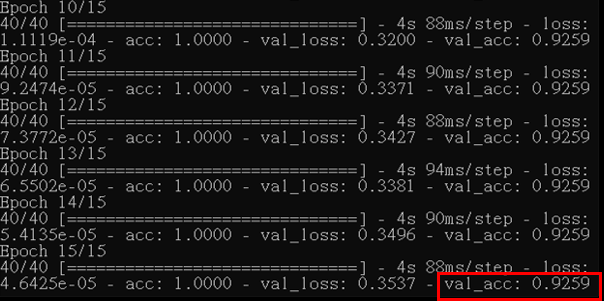 Epoch 10/15
40/40 [==============================] - 4s 88ms/step - loss:
1.1119e-04 - acc: 1.0000 - val_loss: 0.3200 - val_acc: 0.9259
Epoch 11/15
40/40 [==============================] - 4s 90ms/step - loss:
9.2474e-05 - acc: 1.0000 - val_loss: 0.3371 - val_acc: 0.9259
Epoch 12/15
40/40 [==============================] - 4s 88ms/step - loss:
7.3772e-05 - acc: 1.0000 - val_loss: 0.3427 - val_acc: 0.9259
Epoch 13/15
40/40 [==============================] - 4s 94ms/step - loss:
6.5502e-05 - acc: 1.0000 - val_loss: 0.3381 - val_acc: 0.9259
Epoch 14/15
40/40 [==============================] - 4s 90ms/step - loss:
5.4135e-05 - acc: 1.0000 - val_loss: 0.3496 - val_acc: 0.9259
Epoch 15/15
40/40 [==============================] - 4s 88ms/step - loss:
4.6425e-05 - acc: 1.0000 - val_loss: 0.3537 - val_acc: 0.9259